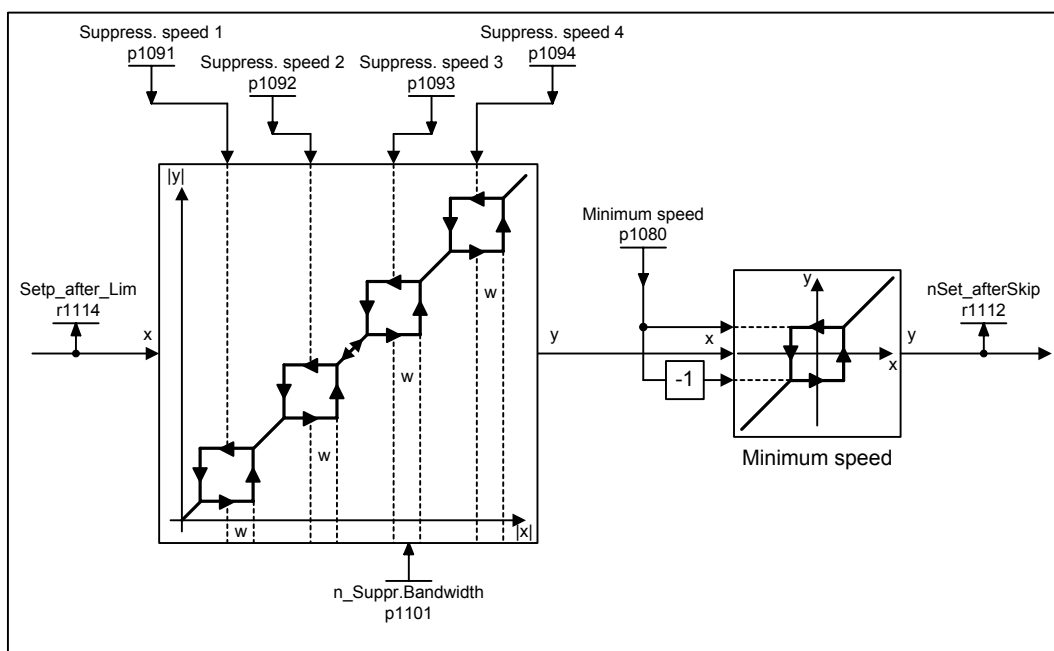 Suppress. speed 1
p1091
Suppress. speed 2
p1092
Suppress. speed 3
p1093
Suppress. speed 4
p1094
|y|
Setp_after_Lim
r1114
x
w
w
w
w
|x|
n_Suppr.Bandwidth
p1101
y
Minimum speed
p1080
x
-1
y
x
Minimum speed
y
nSet_afterSkip
r1112